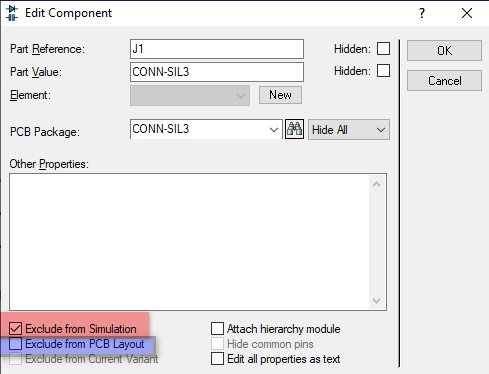 Edit Component
? X
Part Reference: J1 Hidden: OK
Part Value: CONN-SIL3 Hidden: Cancel
Element: New
PCB Package: CONN-SIL3 Hide All
Other Properties:
Exclude from Simulation Attach hierarchy module
Exclude from PCB Layout Hide common pins
Exclude from Current Variant Edit all properties as text